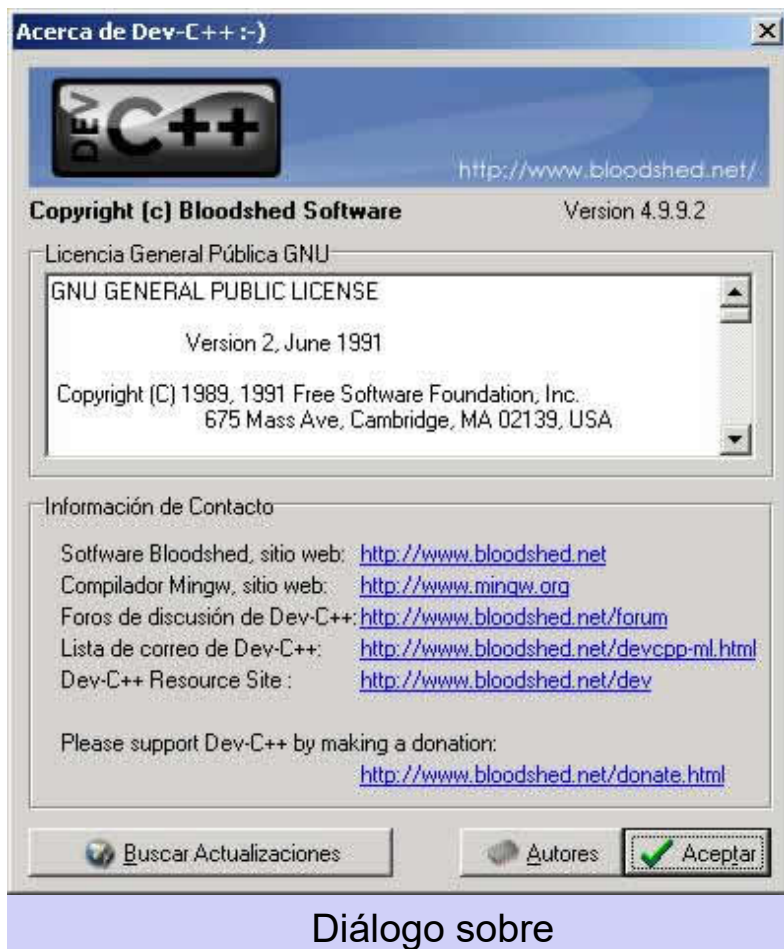 Acerca de Dev-C++ :-)
DEV C++
http://www.bloodshed.net/
Copyright (c) Bloodshed Software Version 4.9.9.2
Licencia General Pública GNU
GNU GENERAL PUBLIC LICENSE
Version 2, June 1991
Copyright (C) 1989, 1991 Free Software Foundation, Inc.
675 Mass Ave, Cambridge, MA 02139, USA
Información de Contacto
Sotfware Bloodshed, sitio web: http://www.bloodshed.net
Compilador Mingw, sitio web: http://www.mingw.org
Foros de discusión de Dev-C++: http://www.bloodshed.net/forum
Lista de correo de Dev-C++: http://www.bloodshed.net/devcpp-ml.html
Dev-C++ Resource Site : http://www.bloodshed.net/dev
Please support Dev-C++ by making a donation:
http://www.bloodshed.net/donate.html
Buscar Actualizaciones Autores Aceptar
Diálogo sobre